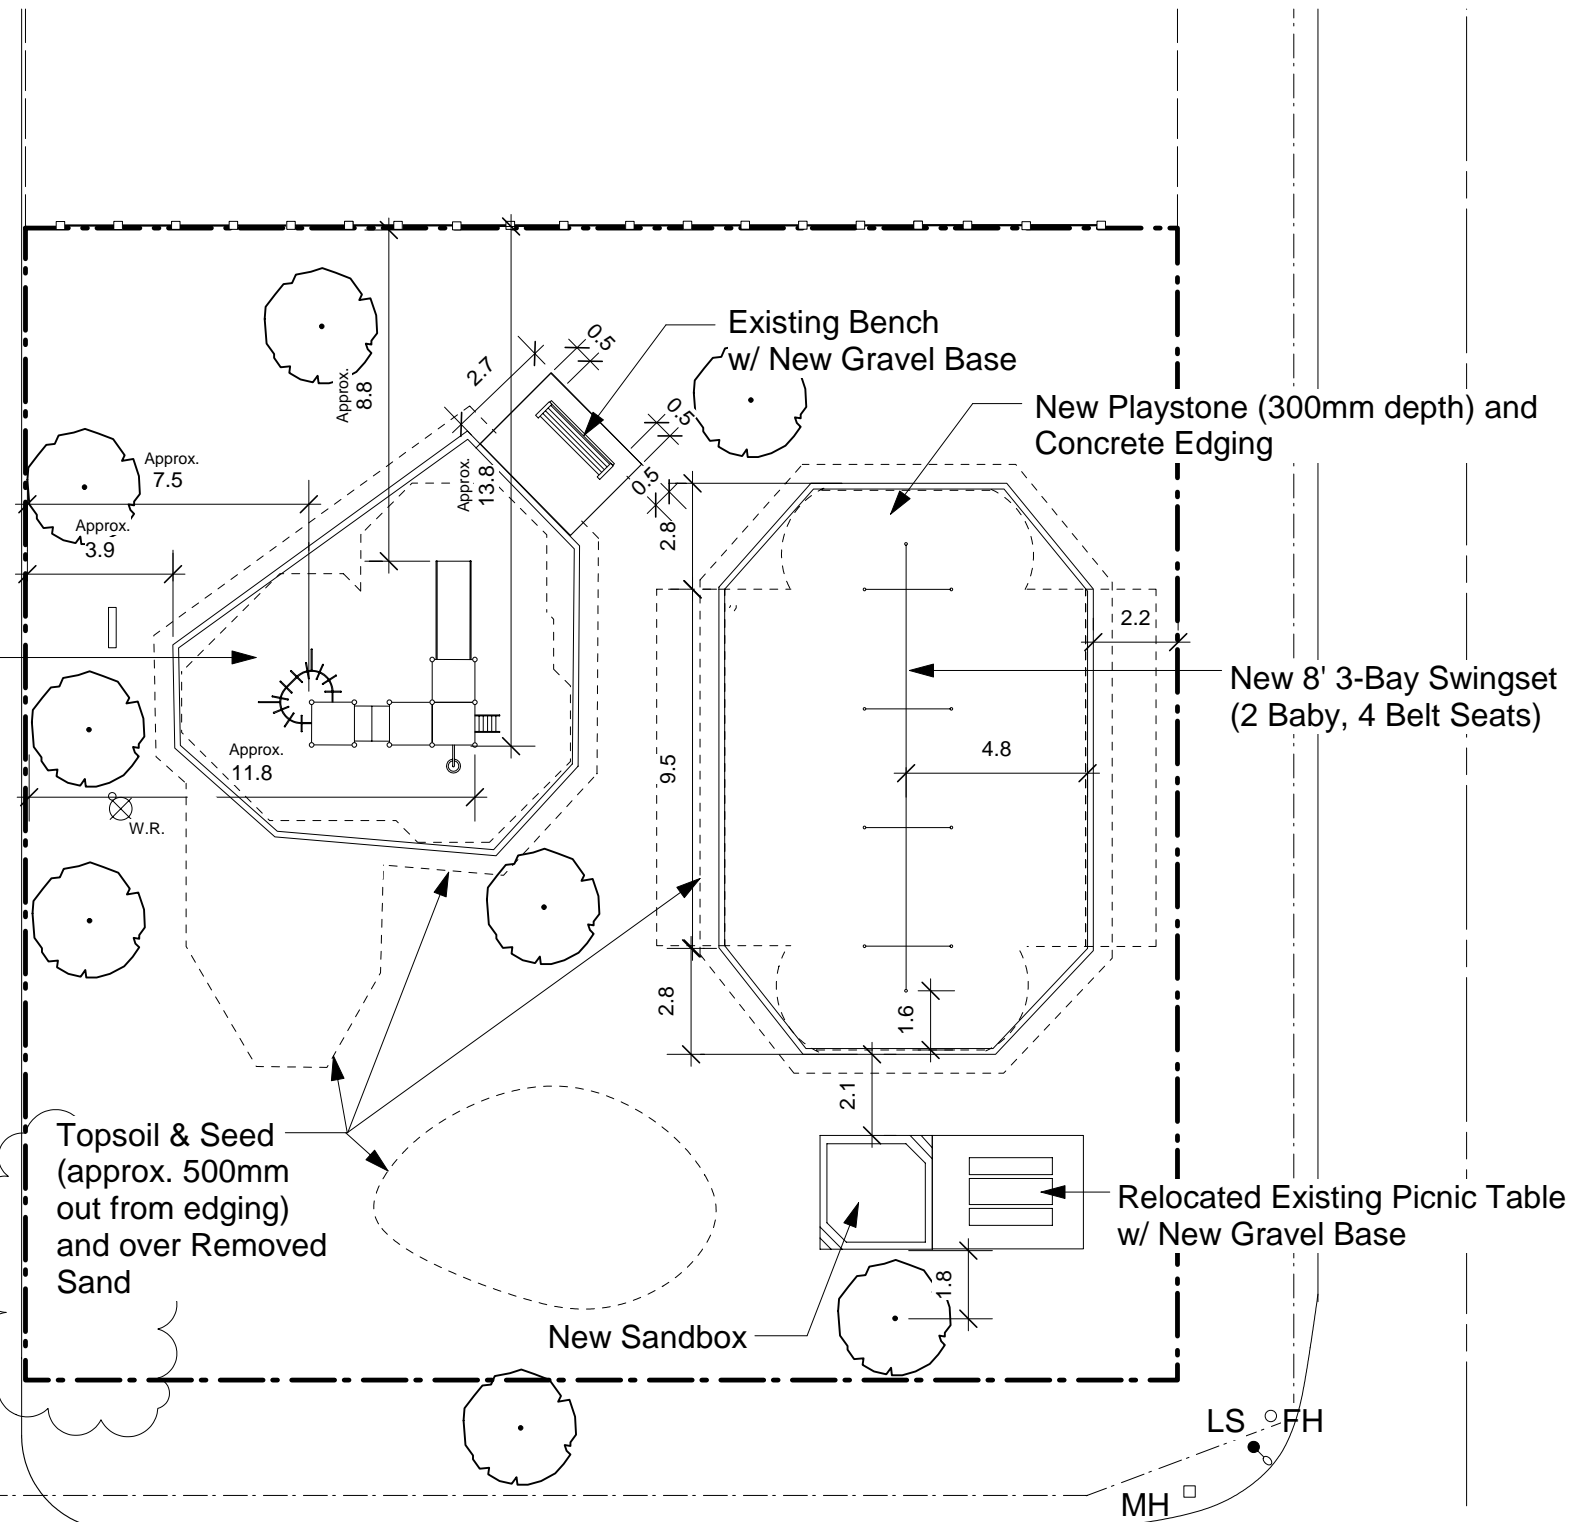 0.5
Existing Bench
w/ New Gravel Base
2.7
Approx.
8.8
0.5
New Playstone (300mm depth) and
Concrete Edging
Approx.
7.5
Approx.
13.8
0.5
Approx.
3.9
2.8
2.2
New 8' 3-Bay Swingset
(2 Baby, 4 Belt Seats)
Approx.
11.8
9.5
4.8
W.R.
2.8
1.6
2.1
Topsoil & Seed
(approx. 500mm
out from edging)
and over Removed
Sand
Relocated Existing Picnic Table
w/ New Gravel Base
1.8
New Sandbox
LS
FH
MH